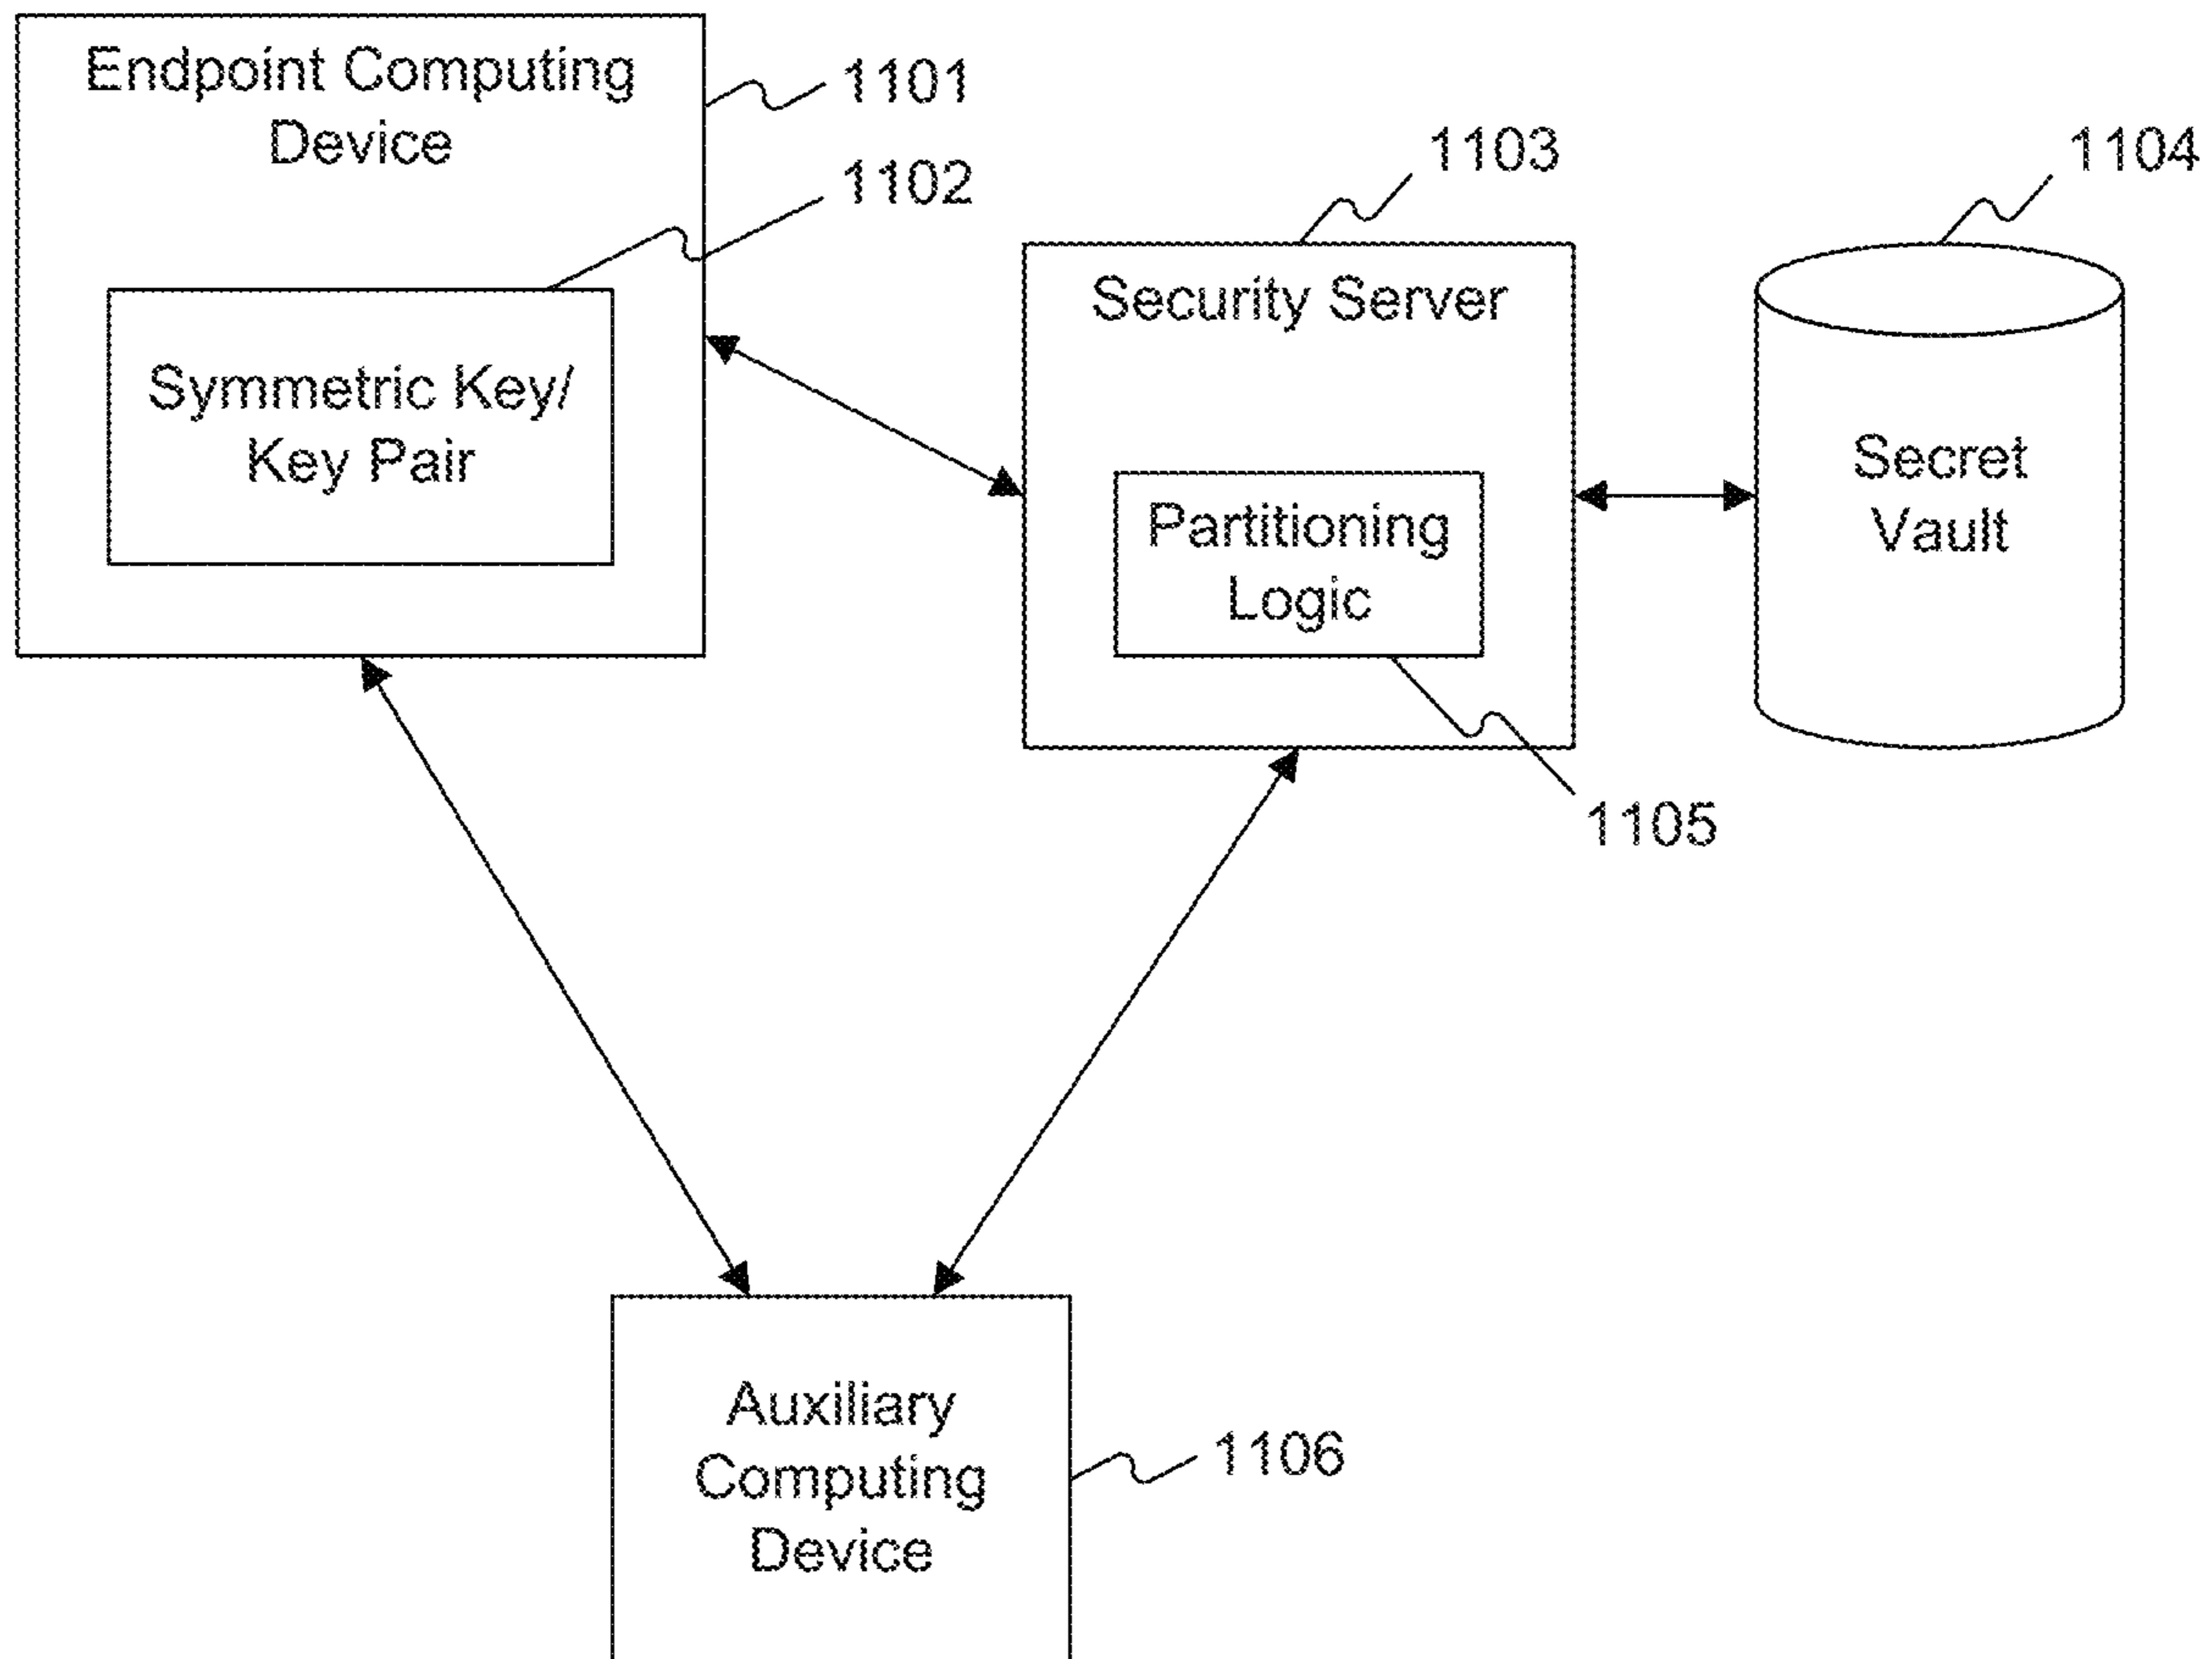 Endpoint Computing
Device
1101
1102
Symmetric Key/
Key Pair
1103
Security Server
Partitioning
Logic
1104
Secret
Vault
1105
Auxiliary
Computing
Device
1106